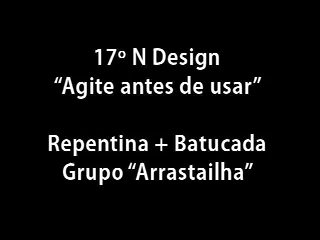 17º N Design
“Agite antes de usar”
Repentina + Batucada
Grupo “Arrastailha”